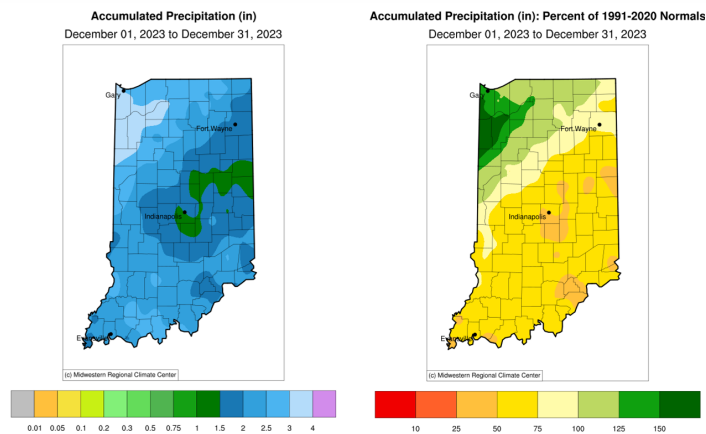 Accumulated Precipitation (in)
December 01, 2023 to December 31, 2023
Gary
Fort Wayne
Indianapolis
Evansville
(c) Midwestern Regional Climate Center
0.01 0.05 0.1 0.2 0.3 0.5 0.75 1 1.5 2 2.5 3 4
Accumulated Precipitation (in): Percent of 1991-2020 Normals
December 01, 2023 to December 31, 2023
Gary
Fort Wayne
Indianapolis
Evansville
(c) Midwestern Regional Climate Center
10 25 50 75 100 125 150